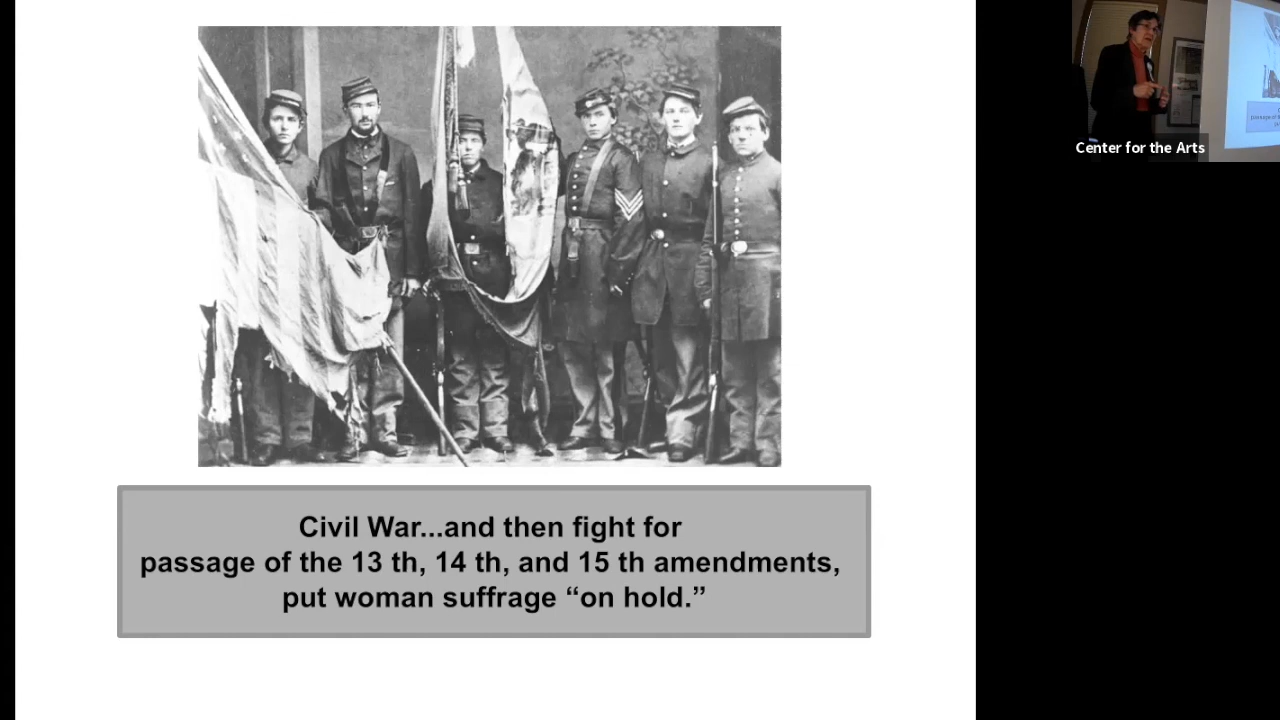 Civil War...and then fight for
passage of the 13 th, 14 th, and 15 th amendments,
put woman suffrage “on hold.”
Center for the Arts